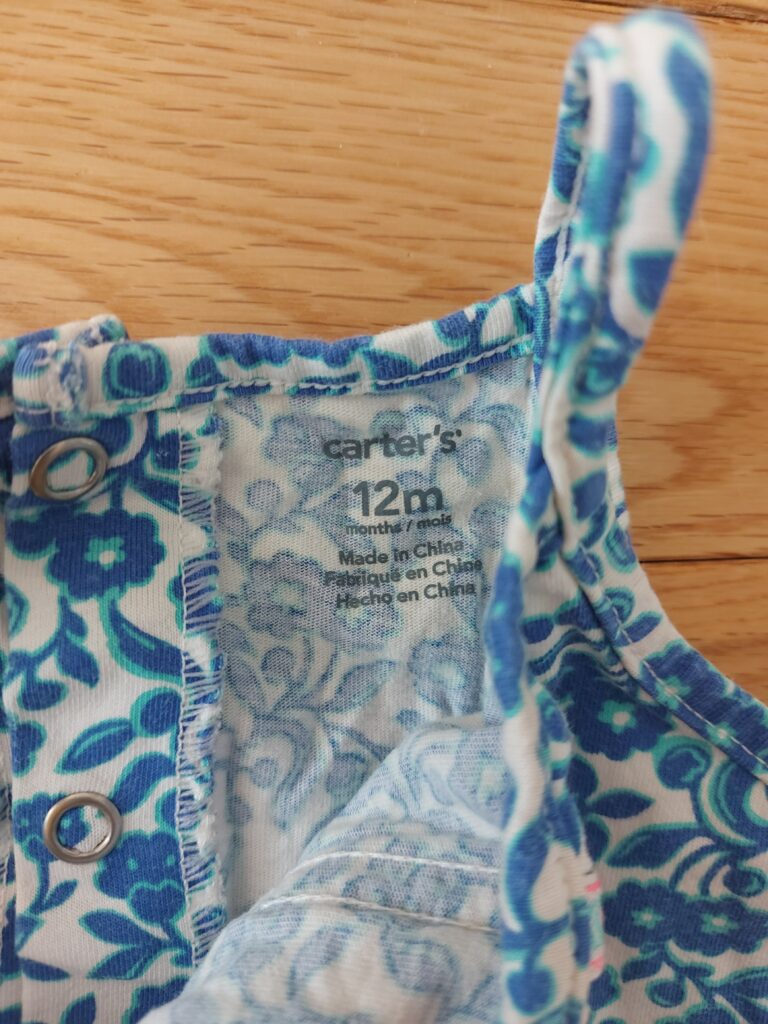 carter's
12m
months / mois
Made in China
Fabriqué en Chine
Hecho en China